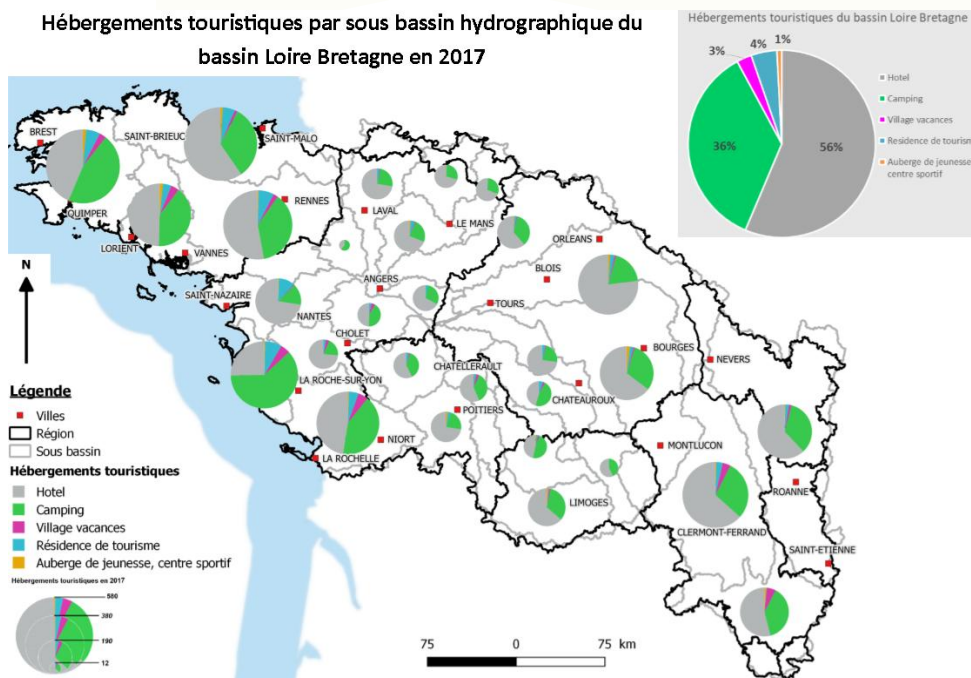 Hébergements touristiques par sous bassin hydrographique du
bassin Loire Bretagne en 2017
Hébergements touristiques du bassin Loire Bretagne
3%
4%
1%
36%
56%
Hotel
Camping
Village vacances
Residence de tourism
Auberge de jeunesse,
centre sportif
BREST
SAINT-BRIEUC
SAINT-MALO
QUIMPER
LORIENT
VANNES
RENNES
LAVAL
LE MANS
ORLEANS
BLOIS
ANGERS
TOURS
SAINT-NAZAIRE
NANTES
CHOLET
BOURGES
NEVERS
CHATELLERAULT
LA ROCHE-SUR-YON
CHATEAUROUX
POITIERS
NIORT
LA ROCHELLE
MONTLUCON
ROANNE
LIMOGES
CLERMONT-FERRAND
SAINT-ETIENNE
N
Légende
Villes
Région
Sous bassin
Hébergements touristiques
Hotel
Camping
Village vacances
Résidence de tourisme
Auberge de jeunesse, centre sportif
Hébergements touristiques en 2017
580
380
190
12
75 0 75 km